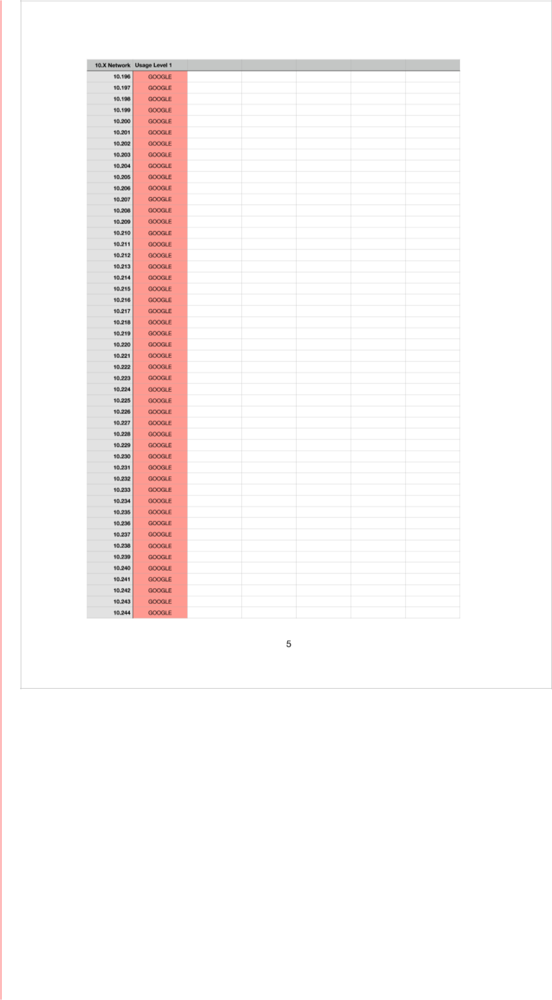 10.X Network Usage Level 1
10.196 GOOGLE
10.197 GOOGLE
10.198 GOOGLE
10.199 GOOGLE
10.200 GOOGLE
10.201 GOOGLE
10.202 GOOGLE
10.203 GOOGLE
10.204 GOOGLE
10.205 GOOGLE
10.206 GOOGLE
10.207 GOOGLE
10.208 GOOGLE
10.209 GOOGLE
10.210 GOOGLE
10.211 GOOGLE
10.212 GOOGLE
10.213 GOOGLE
10.214 GOOGLE
10.215 GOOGLE
10.216 GOOGLE
10.217 GOOGLE
10.218 GOOGLE
10.219 GOOGLE
10.220 GOOGLE
10.221 GOOGLE
10.222 GOOGLE
10.223 GOOGLE
10.224 GOOGLE
10.225 GOOGLE
10.226 GOOGLE
10.227 GOOGLE
10.228 GOOGLE
10.229 GOOGLE
10.230 GOOGLE
10.231 GOOGLE
10.232 GOOGLE
10.233 GOOGLE
10.234 GOOGLE
10.235 GOOGLE
10.236 GOOGLE
10.237 GOOGLE
10.238 GOOGLE
10.239 GOOGLE
10.240 GOOGLE
10.241 GOOGLE
10.242 GOOGLE
10.243 GOOGLE
10.244 GOOGLE
5